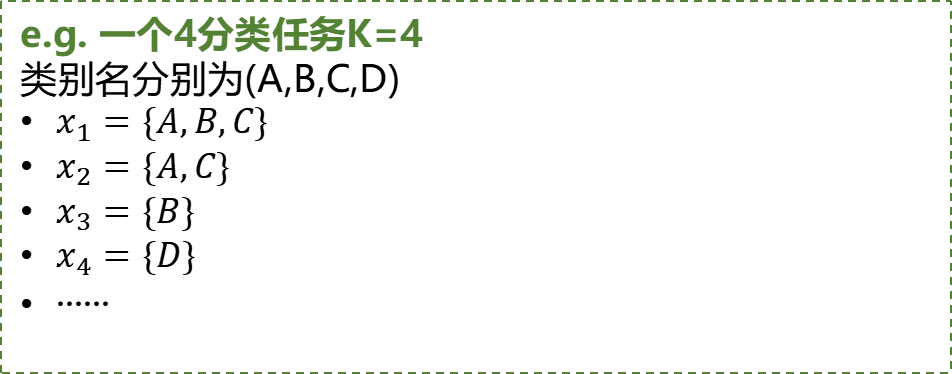 e.g. 一个4分类任务K=4
类别名分别为(A,B,C,D)
• x₁ = {A, B, C}
• x₂ = {A, C}
• x₃ = {B}
• x₄ = {D}
• ······